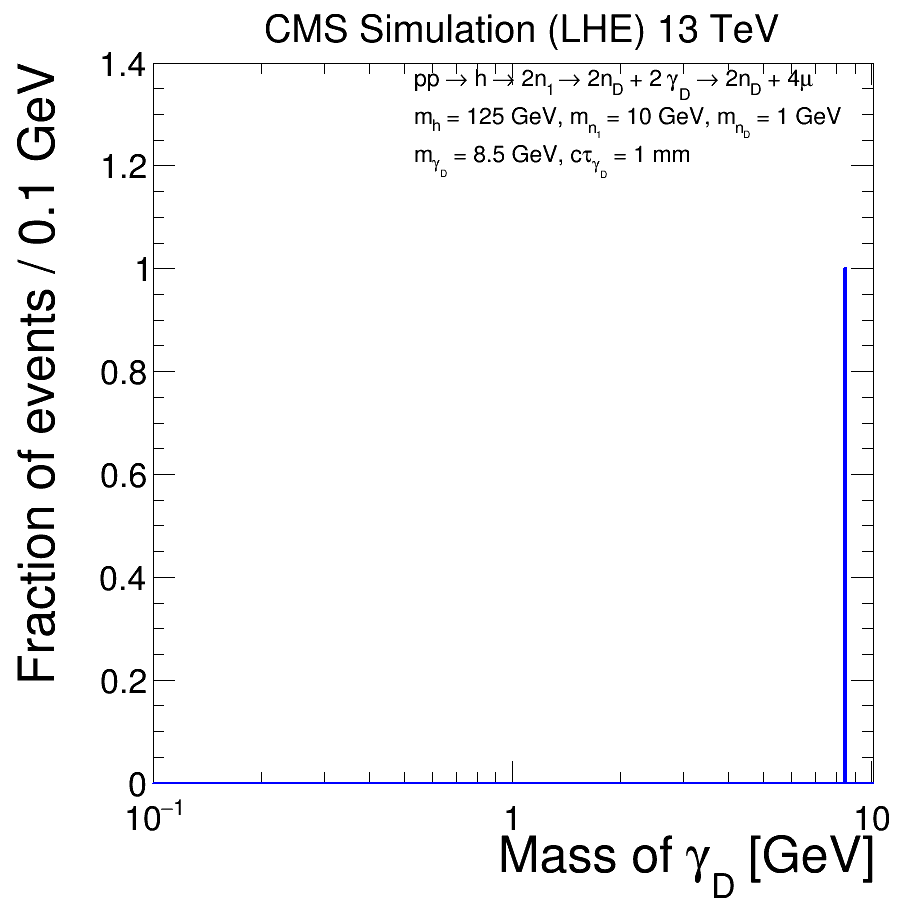 CMS Simulation (LHE) 13 TeV
pp → h → 2n₁ → 2n_D + 2 γ_D → 2n_D + 4μ
m_h = 125 GeV, m_n₁ = 10 GeV, m_n_D = 1 GeV
m_γ_D = 8.5 GeV, cτ_γ_D = 1 mm
Fraction of events / 0.1 GeV
1.4
1.2
1
0.8
0.6
0.4
0.2
0
10⁻¹ 1 10
Mass of γ_D [GeV]